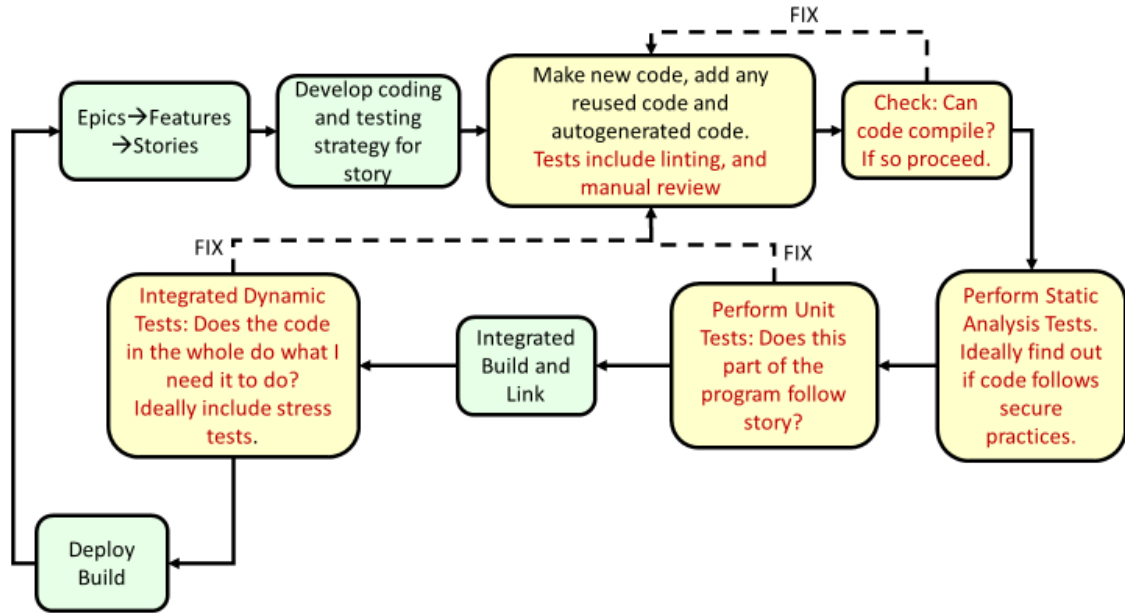 FIX
Epics→Features
→Stories
Develop coding
and testing
strategy for
story
Make new code, add any
reused code and
autogenerated code.
Tests include linting, and
manual review
Check: Can
code compile?
If so proceed.
FIX
FIX
Integrated Dynamic
Tests: Does the code
in the whole do what I
need it to do?
Ideally include stress
tests.
Integrated
Build and
Link
Perform Unit
Tests: Does this
part of the
program follow
story?
Perform Static
Analysis Tests.
Ideally find out
if code follows
secure
practices.
Deploy
Build